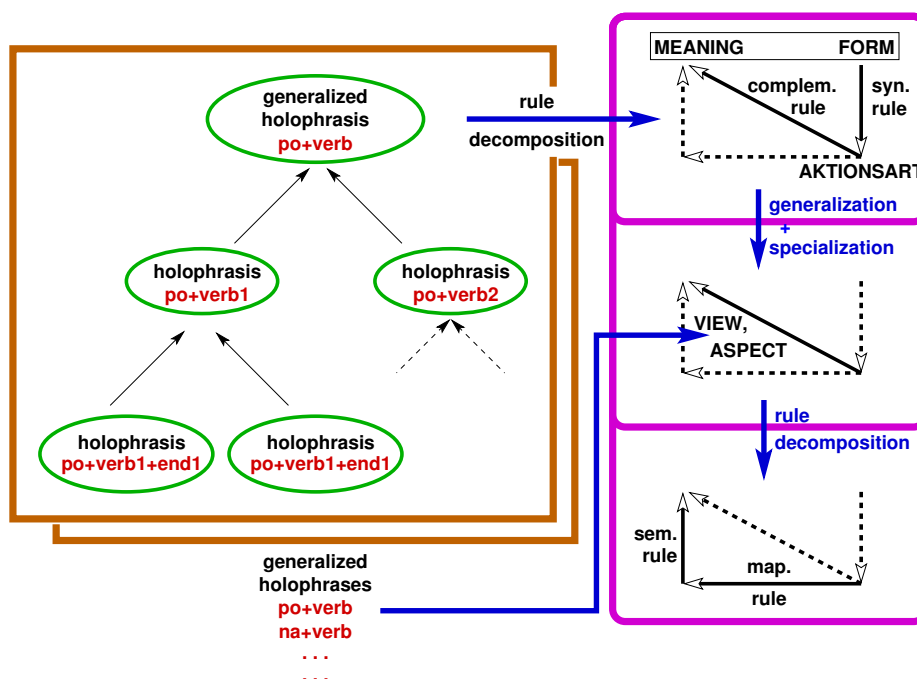 generalized
holophrasis
po+verb
holophrasis
po+verb1
holophrasis
po+verb2
holophrasis
po+verb1+end1
holophrasis
po+verb1+end1
rule
decomposition
generalized
holophrases
po+verb
na+verb
. . .
. . .
MEANING FORM
complem.
rule
syn.
rule
AKTIONSART
generalization
+
specialization
VIEW,
ASPECT
rule
decomposition
sem.
rule
map.
rule